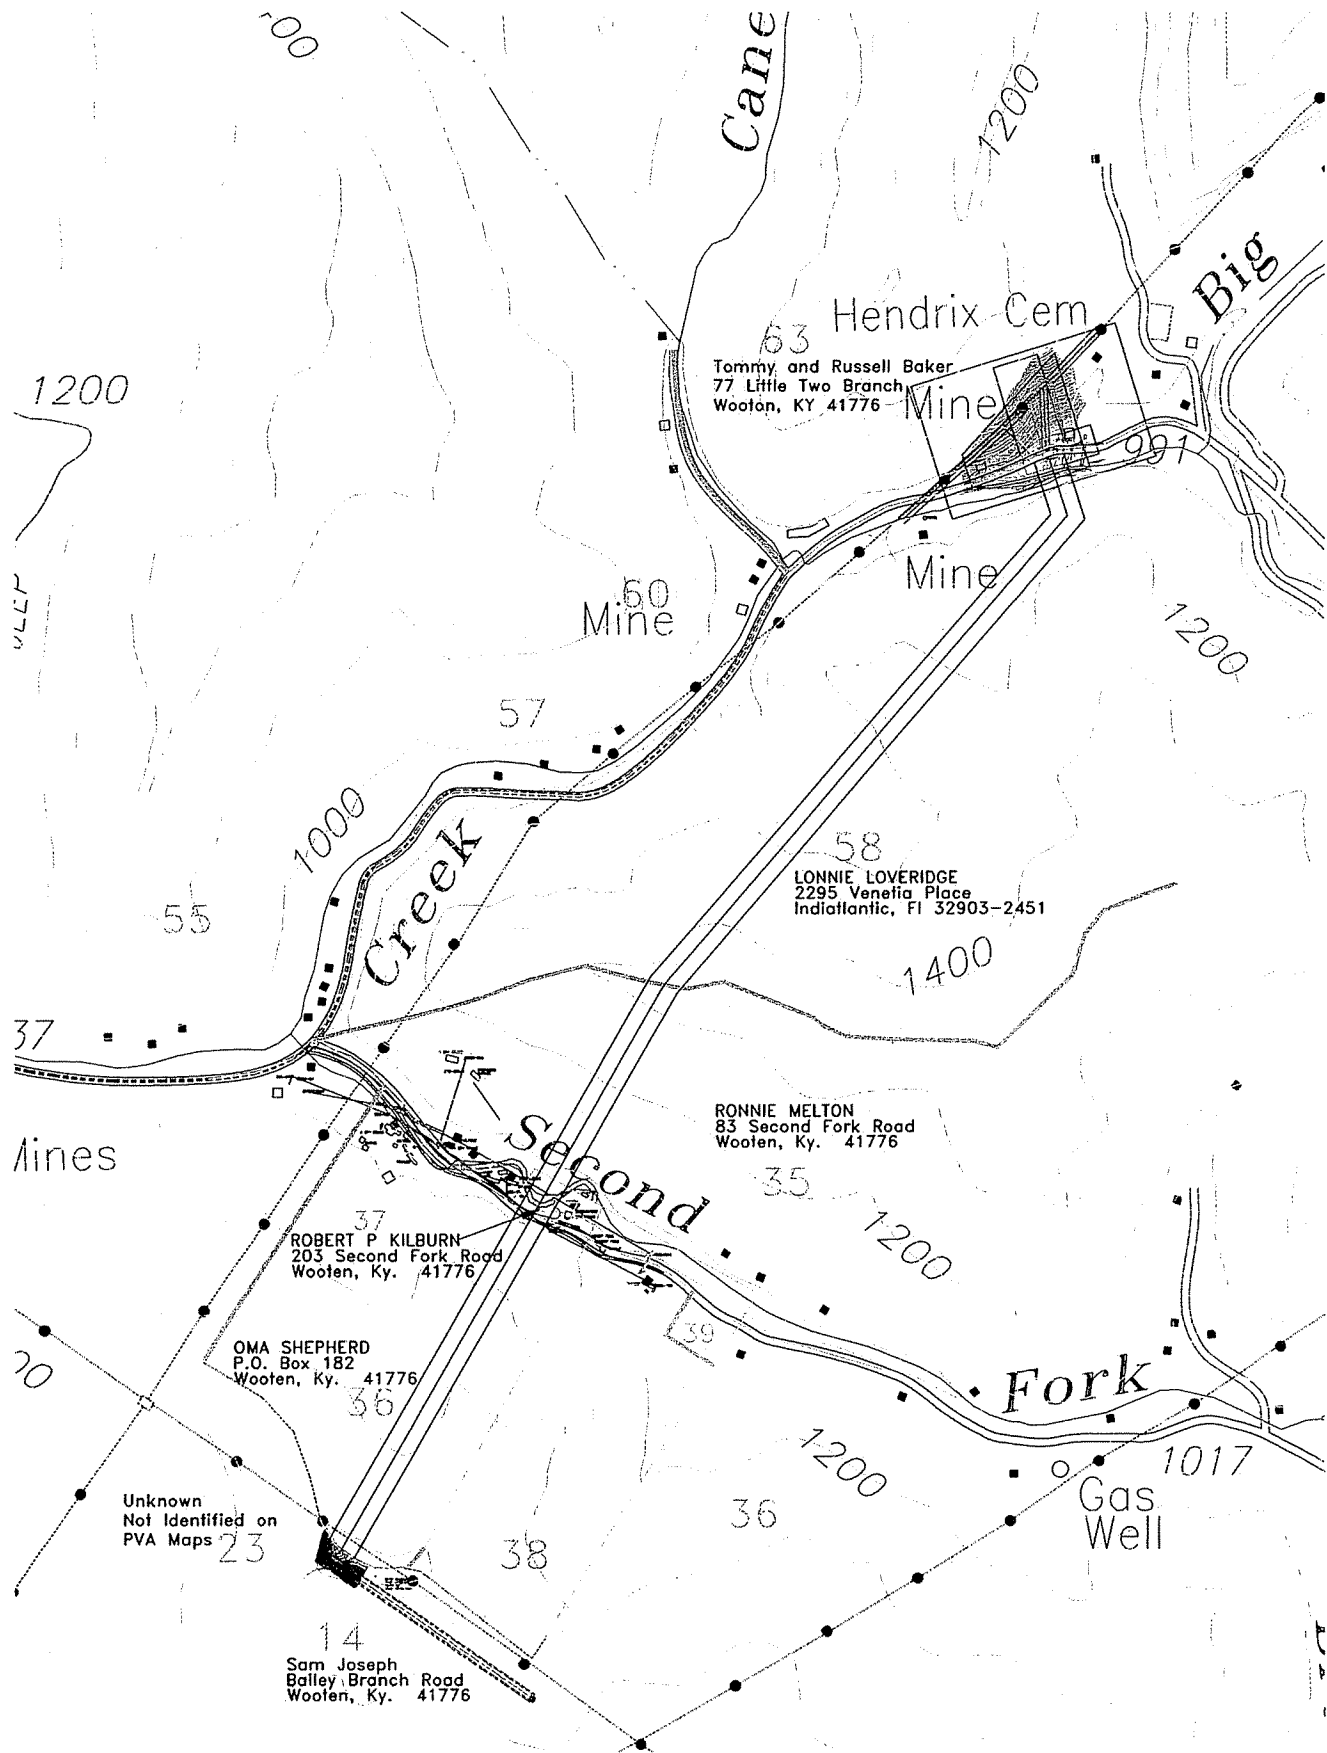 00
Cane
1200
Big
Hendrix Cem
63
Tommy and Russell Baker
77 Little Two Branch
Wooton, KY 41776
Mine
1200
991
Mine
60
Mine
1200
57
1000
Creek
58
LONNIE LOVERIDGE
2295 Venetia Place
Indiatlantic, Fl 32903-2451
55
1400
37
RONNIE MELTON
83 Second Fork Road
Wooten, Ky. 41776
Second
Mines
35
37
ROBERT P KILBURN
203 Second Fork Road
Wooten, Ky. 41776
1200
39
OMA SHEPHERD
P.O. Box 182
Wooten, Ky. 41776
36
Fork
1200
1017
Gas
Well
Unknown
Not Identified on
PVA Maps
23
36
38
14
Sam Joseph
Bailey Branch Road
Wooten, Ky. 41776